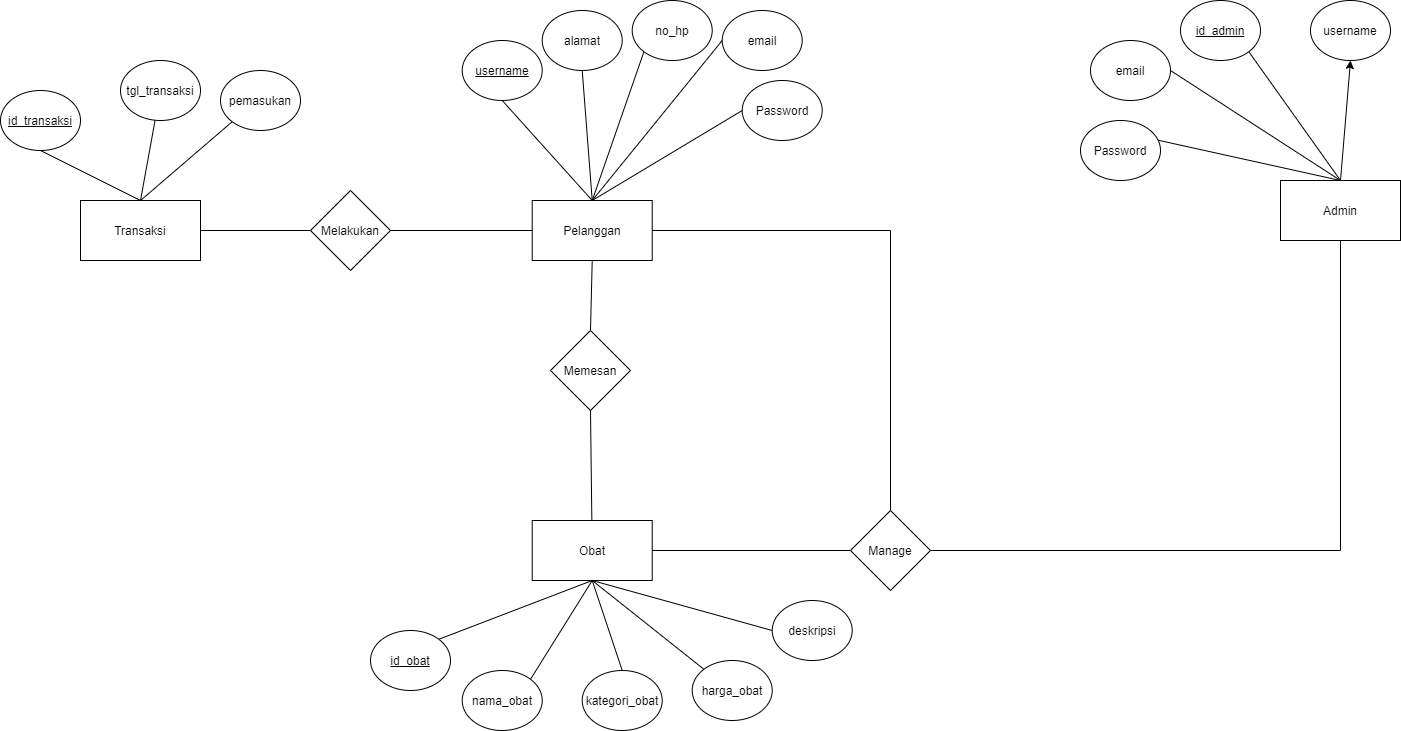 id_transaksi
tgl_transaksi
pemasukan
username
alamat
no_hp
email
Password
email
id_admin
username
Password
Transaksi
Melakukan
Pelanggan
Admin
Memesan
Obat
Manage
id_obat
nama_obat
kategori_obat
harga_obat
deskripsi